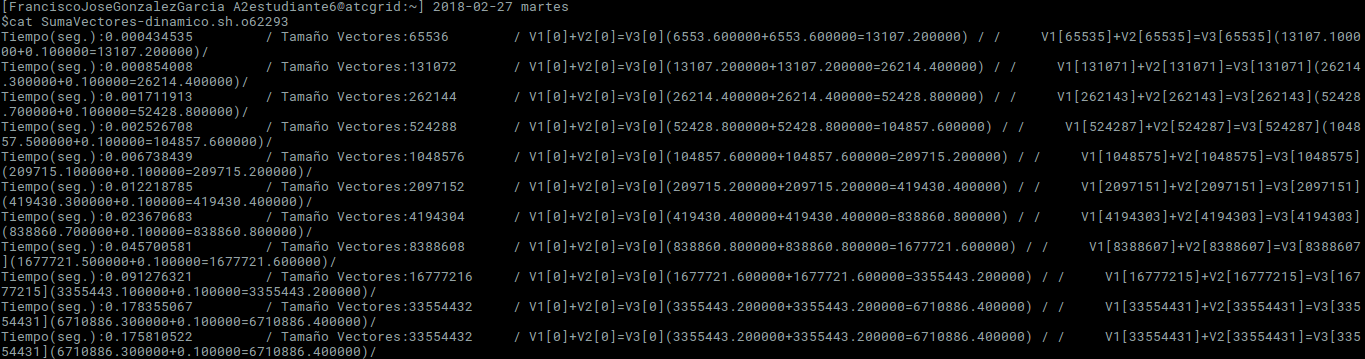 [FranciscoJoseGonzalezGarcia A2estudiante6@atcgrid:~] 2018-02-27 martes
$cat SumaVectores-dinamico.sh.o62293
Tiempo(seg.):0.000434535 / Tamaño Vectores:65536 / V1[0]+V2[0]=V3[0](6553.600000+6553.600000=13107.200000) / / V1[65535]+V2[65535]=V3[65535](13107.1000
00+0.100000=13107.200000)/
Tiempo(seg.):0.000854008 / Tamaño Vectores:131072 / V1[0]+V2[0]=V3[0](13107.200000+13107.200000=26214.400000) / / V1[131071]+V2[131071]=V3[131071](26214
.300000+0.100000=26214.400000)/
Tiempo(seg.):0.001711913 / Tamaño Vectores:262144 / V1[0]+V2[0]=V3[0](26214.400000+26214.400000=52428.800000) / / V1[262143]+V2[262143]=V3[262143](52428
.700000+0.100000=52428.800000)/
Tiempo(seg.):0.002526708 / Tamaño Vectores:524288 / V1[0]+V2[0]=V3[0](52428.800000+52428.800000=104857.600000) / / V1[524287]+V2[524287]=V3[524287](1048
57.500000+0.100000=104857.600000)/
Tiempo(seg.):0.006738439 / Tamaño Vectores:1048576 / V1[0]+V2[0]=V3[0](104857.600000+104857.600000=209715.200000) / / V1[1048575]+V2[1048575]=V3[1048575]
(209715.100000+0.100000=209715.200000)/
Tiempo(seg.):0.012218785 / Tamaño Vectores:2097152 / V1[0]+V2[0]=V3[0](209715.200000+209715.200000=419430.400000) / / V1[2097151]+V2[2097151]=V3[2097151]
(419430.300000+0.100000=419430.400000)/
Tiempo(seg.):0.023670683 / Tamaño Vectores:4194304 / V1[0]+V2[0]=V3[0](419430.400000+419430.400000=838860.800000) / / V1[4194303]+V2[4194303]=V3[4194303]
(838860.700000+0.100000=838860.800000)/
Tiempo(seg.):0.045700581 / Tamaño Vectores:8388608 / V1[0]+V2[0]=V3[0](838860.800000+838860.800000=1677721.600000) / / V1[8388607]+V2[8388607]=V3[8388607
](1677721.500000+0.100000=1677721.600000)/
Tiempo(seg.):0.091276321 / Tamaño Vectores:16777216 / V1[0]+V2[0]=V3[0](1677721.600000+1677721.600000=3355443.200000) / / V1[16777215]+V2[16777215]=V3[167
77215](3355443.100000+0.100000=3355443.200000)/
Tiempo(seg.):0.178355067 / Tamaño Vectores:33554432 / V1[0]+V2[0]=V3[0](3355443.200000+3355443.200000=6710886.400000) / / V1[33554431]+V2[33554431]=V3[335
54431](6710886.300000+0.100000=6710886.400000)/
Tiempo(seg.):0.175810522 / Tamaño Vectores:33554432 / V1[0]+V2[0]=V3[0](3355443.200000+3355443.200000=6710886.400000) / / V1[33554431]+V2[33554431]=V3[335
54431](6710886.300000+0.100000=6710886.400000)/